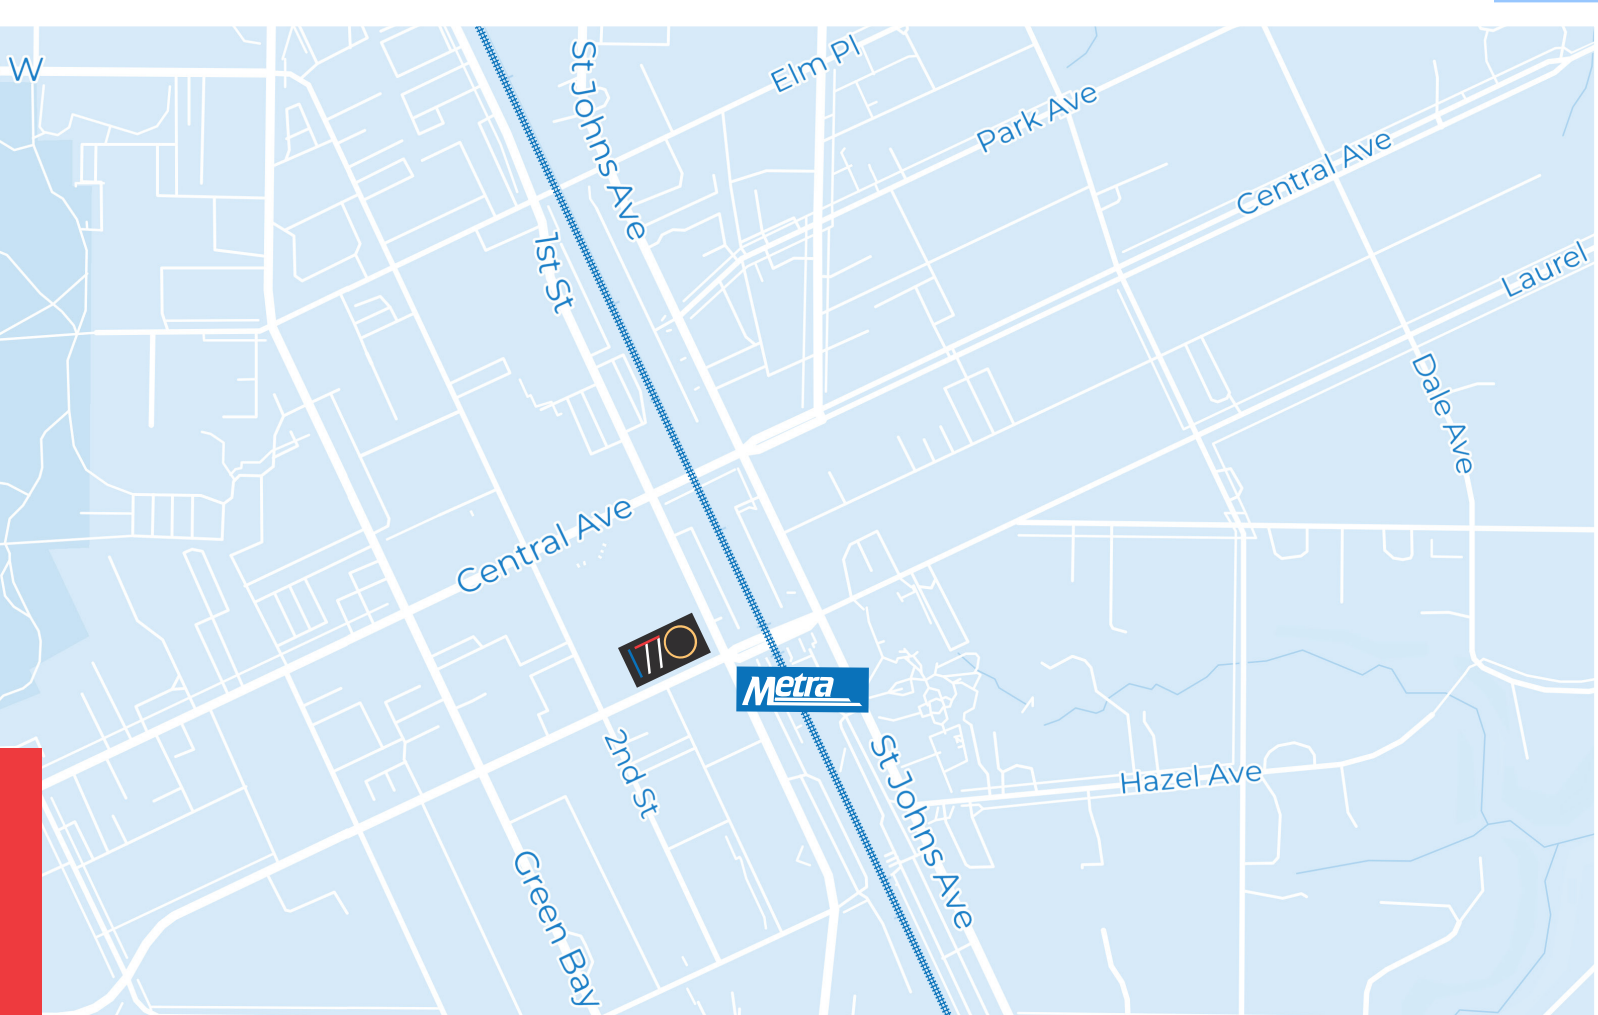 W
St Johns Ave
Elm Pl
Park Ave
Central Ave
1st St
Laurel
Dale Ave
Central Ave
1710
Metra
2nd St
St Johns Ave
Hazel Ave
Green Bay